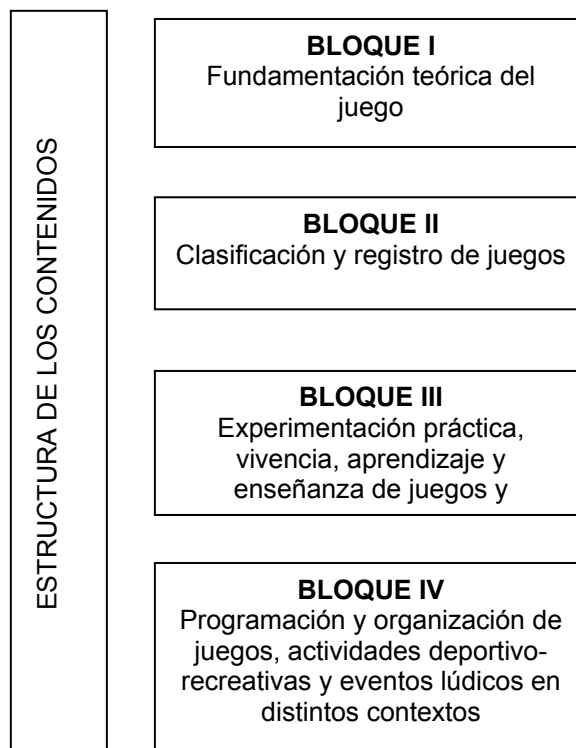 ESTRUCTURA DE LOS CONTENIDOS
BLOQUE I
Fundamentación teórica del
juego
BLOQUE II
Clasificación y registro de juegos
BLOQUE III
Experimentación práctica,
vivencia, aprendizaje y
enseñanza de juegos y
BLOQUE IV
Programación y organización de
juegos, actividades deportivo-
recreativas y eventos lúdicos en
distintos contextos